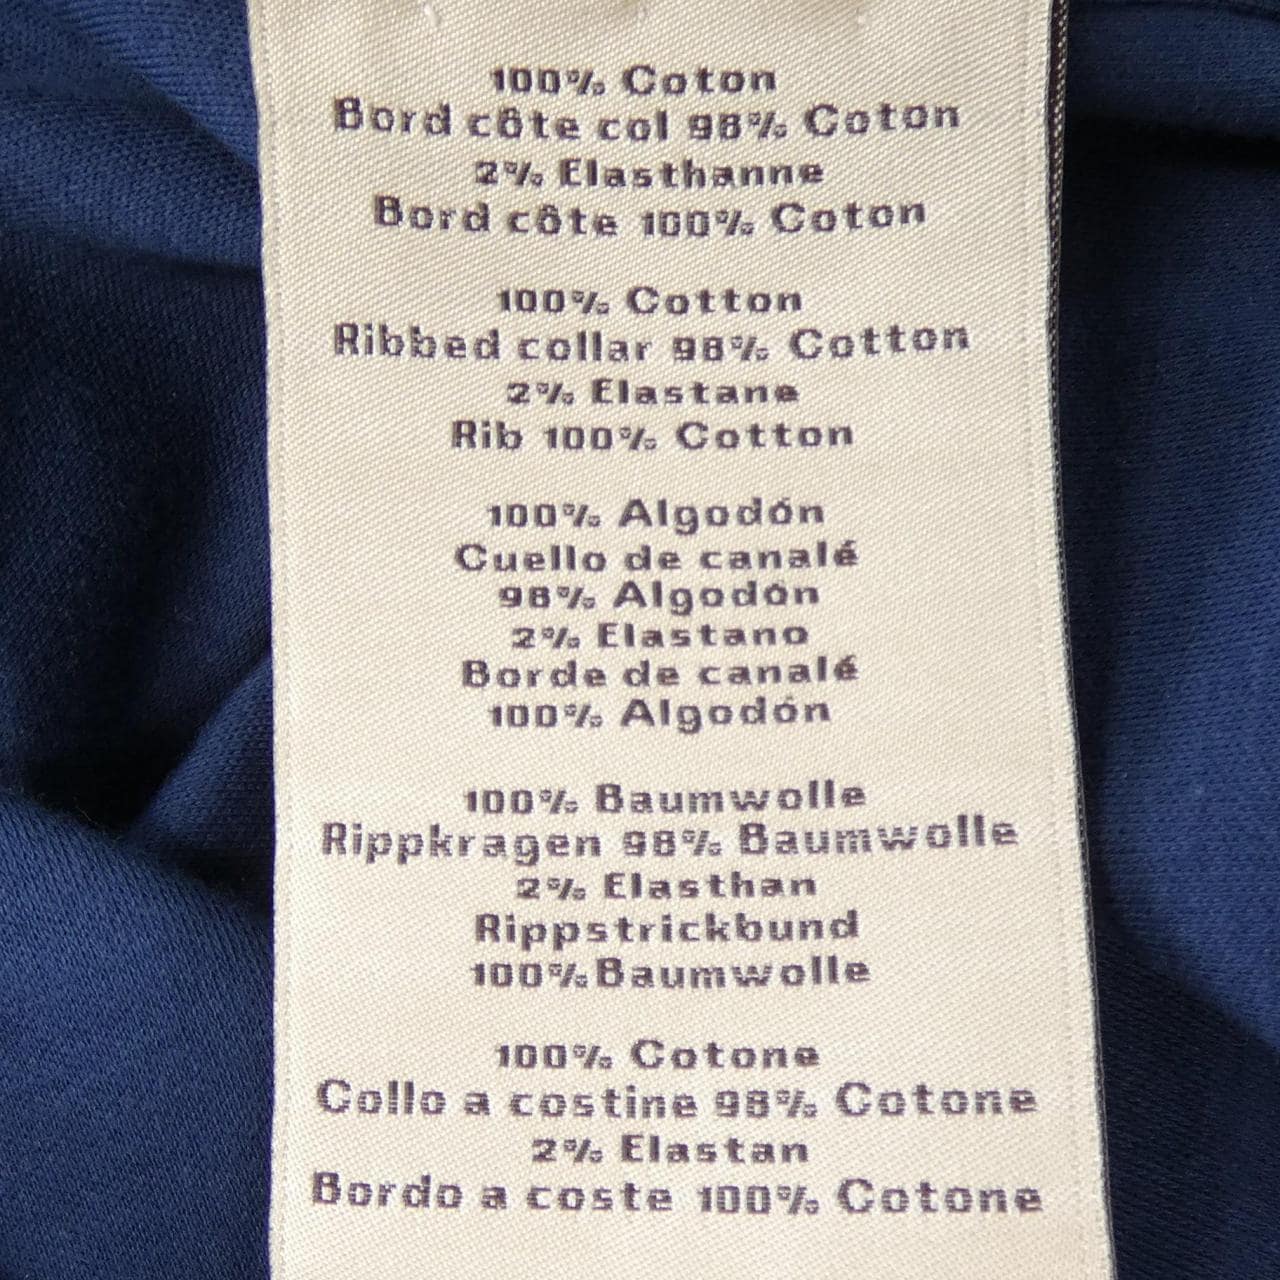 100% Coton
Bord côte col 98% Coton
2% Elasthanne
Bord côte 100% Coton
100% Cotton
Ribbed collar 98% Cotton
2% Elastane
Rib 100% Cotton
100% Algodón
Cuello de canalé
98% Algodón
2% Elastano
Borde de canalé
100% Algodón
100% Baumwolle
Rippkragen 98% Baumwolle
2% Elasthan
Rippstrickbund
100%Baumwolle
100% Cotone
Collo a costine 98% Cotone
2% Elastan
Bordo a coste 100% Cotone